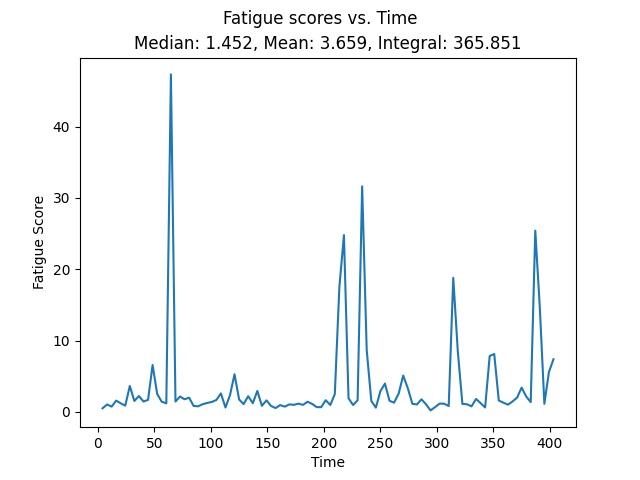 Fatigue scores vs. Time
Median: 1.452, Mean: 3.659, Integral: 365.851
Fatigue Score
40
30
20
10
0
0 50 100 150 200 250 300 350 400
Time